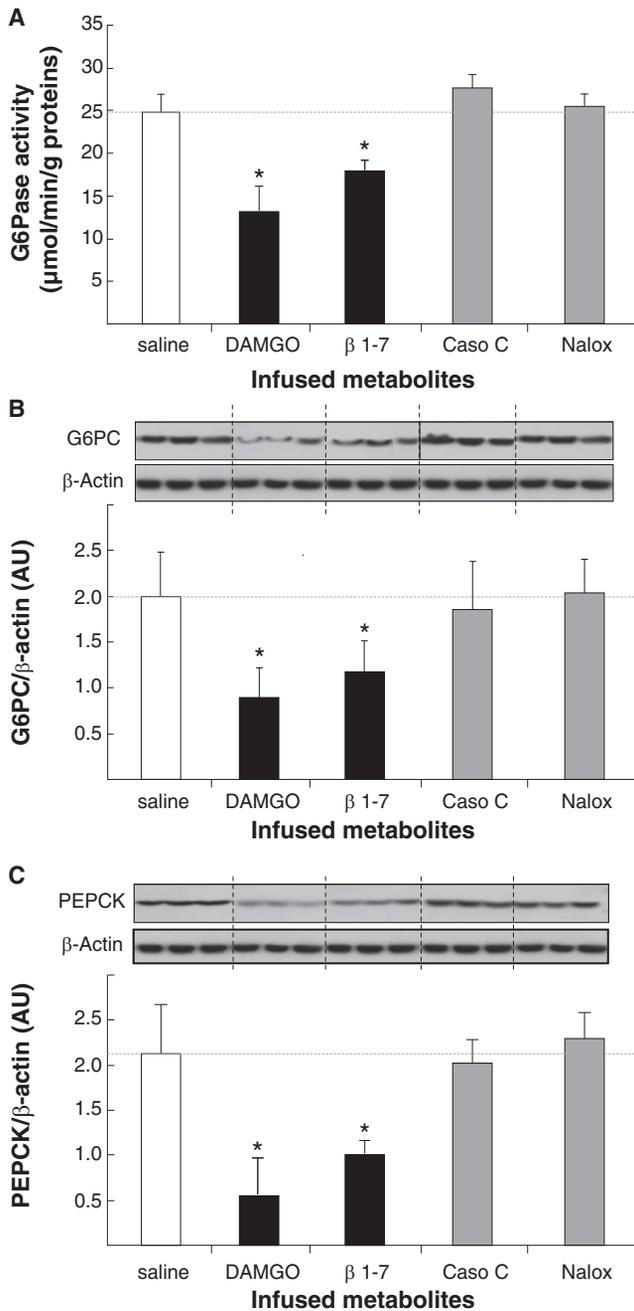 A
G6Pase activity
(μmol/min/g proteins)
35
30
25
20
15
10
5
*
*
saline DAMGO β 1-7 Caso C Nalox
Infused metabolites
B
G6PC
β-Actin
G6PC/β-actin (AU)
2.5
2.0
1.5
1.0
0.5
*
*
saline DAMGO β 1-7 Caso C Nalox
Infused metabolites
C
PEPCK
β-Actin
PEPCK/β-actin (AU)
2.5
2.0
1.5
1.0
0.5
*
*
saline DAMGO β 1-7 Caso C Nalox
Infused metabolites